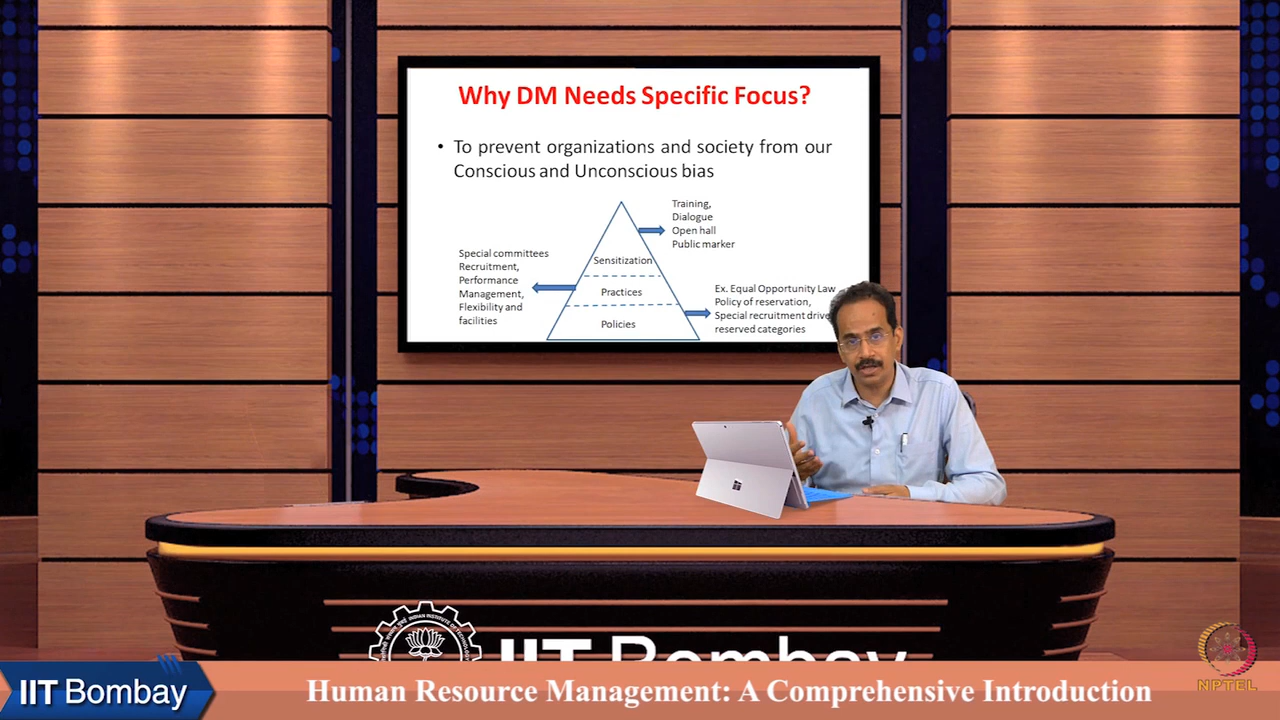 Why DM Needs Specific Focus?
• To prevent organizations and society from our
Conscious and Unconscious bias
Training,
Dialogue
Open hall
Public marker
Special committees
Recruitment,
Performance
Management,
Flexibility and
facilities
Sensitization
Practices
Policies
Ex. Equal Opportunity Law
Policy of reservation,
Special recruitment drive
reserved categories
IIT Bombay
IIT Bombay
Human Resource Management: A Comprehensive Introduction
NPTEL